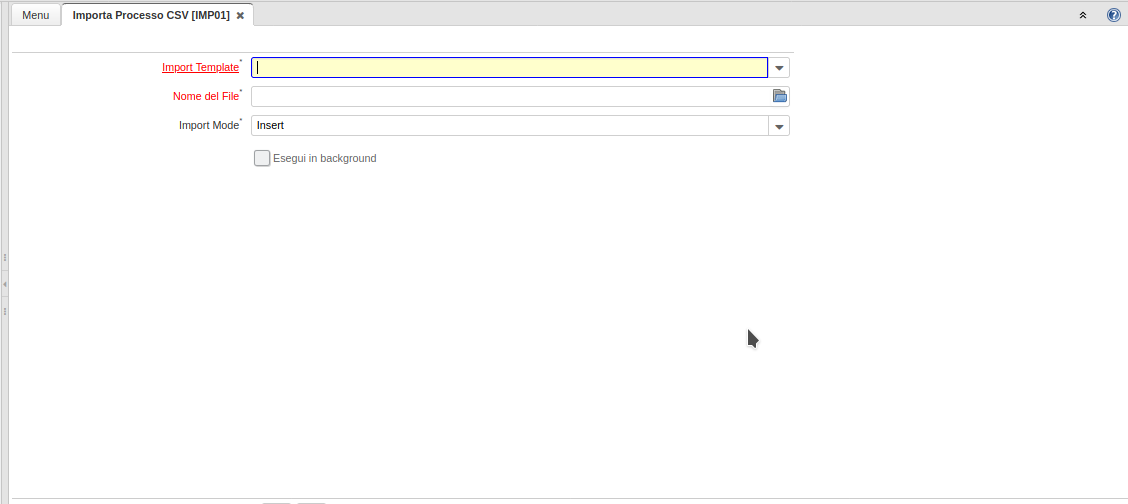 Menu
Importa Processo CSV [IMP01]
Import Template*
Nome del File*
Import Mode*
Insert
Esegui in background